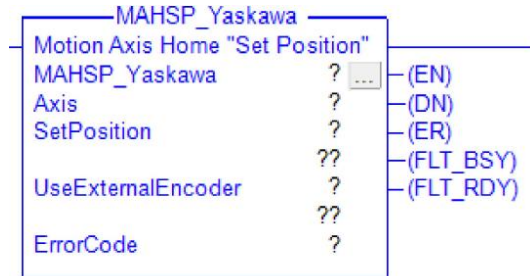 MAHSP_Yaskawa
Motion Axis Home "Set Position"
MAHSP_Yaskawa ? ... (EN)
Axis ? (DN)
SetPosition ? (ER)
?? (FLT_BSY)
UseExternalEncoder ? (FLT_RDY)
??
ErrorCode ?